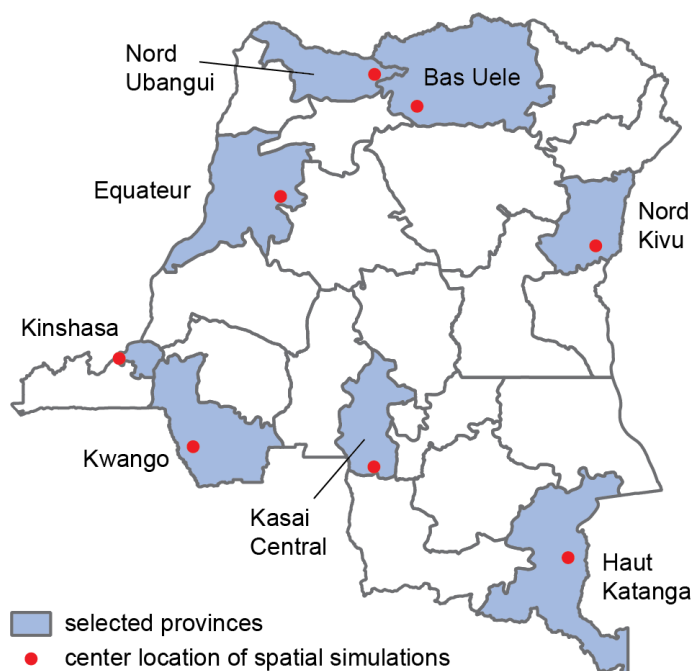 Nord
Ubangui
Bas Uele
Equateur
Nord
Kivu
Kinshasa
Kwango
Kasai
Central
Haut
Katanga
selected provinces
center location of spatial simulations